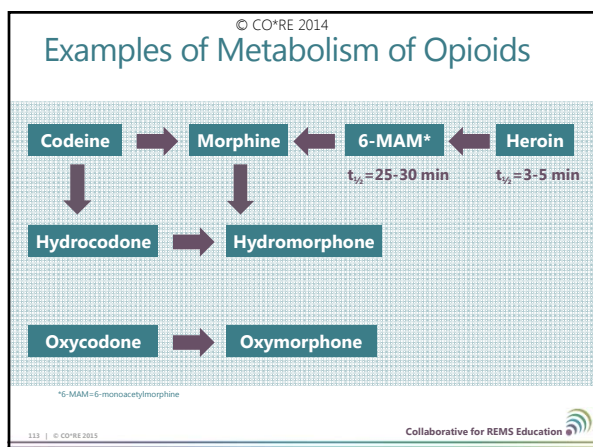 © CO*RE 2014
Examples of Metabolism of Opioids
Codeine Morphine 6-MAM* Heroin
t½=25-30 min t½=3-5 min
Hydrocodone Hydromorphone
Oxycodone Oxymorphone
*6-MAM=6-monoacetylmorphine
113 | © CO*RE 2015 Collaborative for REMS Education